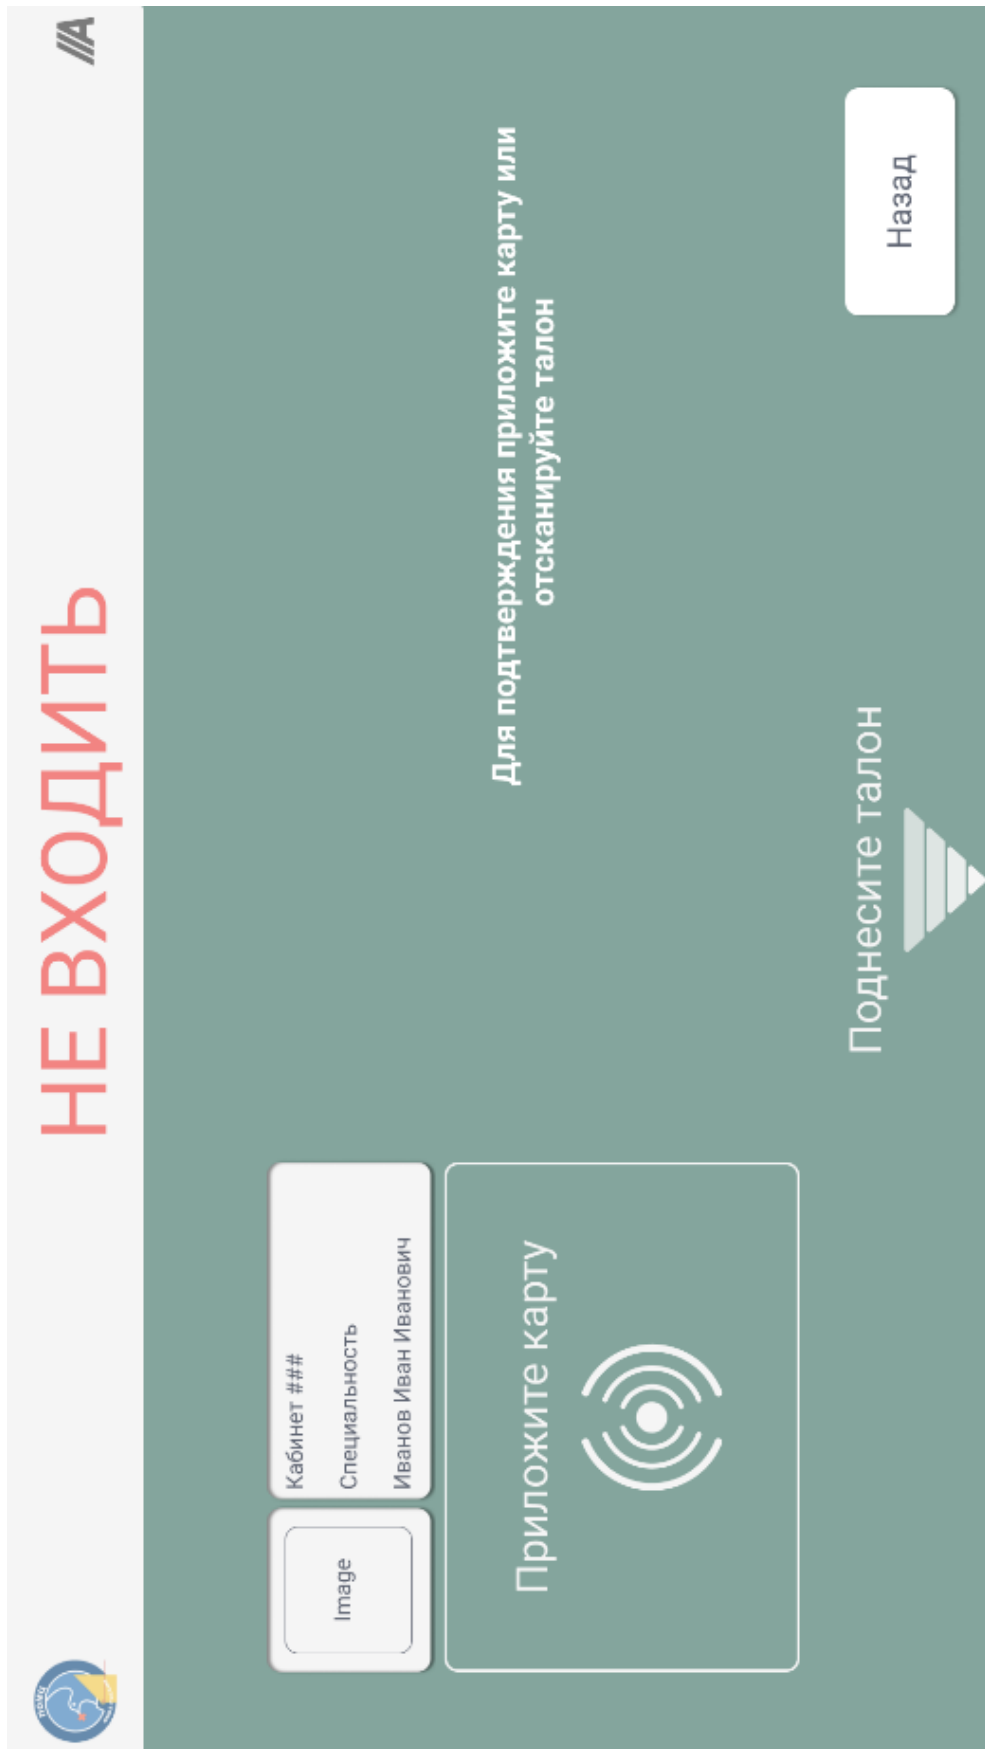 НЕ ВХОДИТЬ
Image
Кабинет ###
Специальность
Иванов Иван Иванович
Приложите карту
Для подтверждения приложите карту или
отсканируйте талон
Поднесите талон
Назад